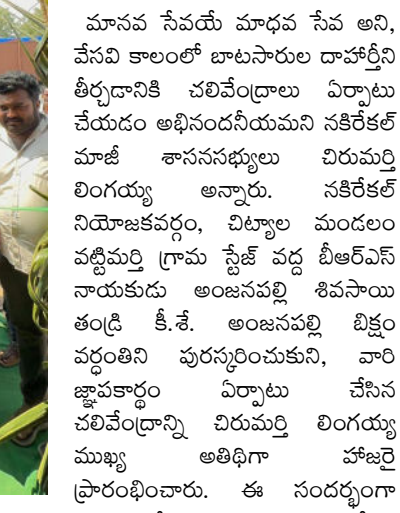 మానవ సేవయే మాధవ సేవ అని,
వేసవి కాలంలో బాటసారుల దాహార్తీని
తీర్చడానికి చలివేంద్రాలు ఏర్పాటు
చేయడం అభినందనీయమని నకిరేకల్
మాజీ శాసనసభ్యులు చిరుమర్తి
లింగయ్య అన్నారు. నకిరేకల్
నియోజకవర్గం, చిట్యాల మండలం
వట్టిమర్తి గ్రామ స్టేజ్ వద్ద బీఆర్ఎస్
నాయకుడు అంజనపల్లి శివసాయి
తండ్రి కీ.శే. అంజనపల్లి బిక్షం
వర్ధంతిని పురస్కరించుకుని, వారి
జ్ఞాపకార్థం ఏర్పాటు చేసిన
చలివేంద్రాన్ని చిరుమర్తి లింగయ్య
ముఖ్య అతిథిగా హాజరై
ప్రారంభించారు. ఈ సందర్భంగా